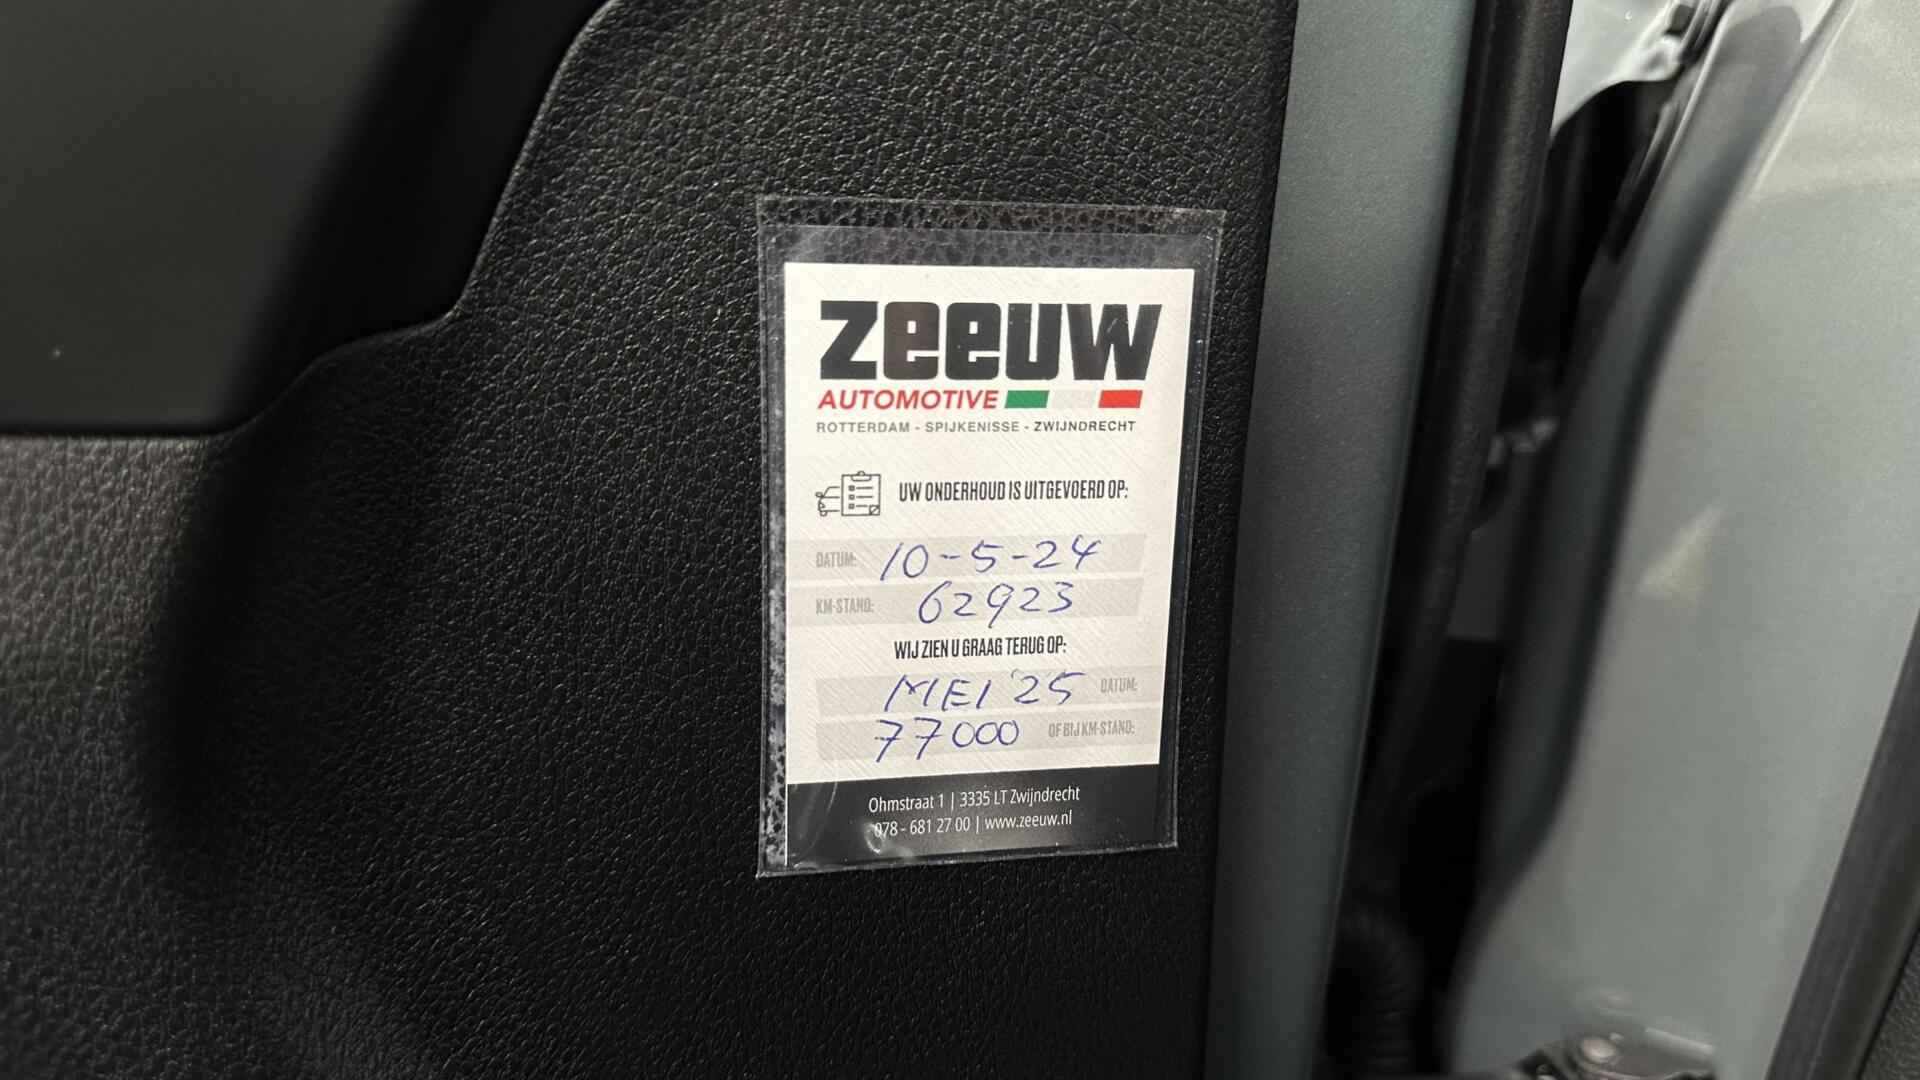 Zeeuw
AUTOMOTIVE
ROTTERDAM - SPIJKENISSE - ZWIJNDRECHT
UW ONDERHOUD IS UITGEVOERD OP:
DATUM: 10-5-24
KM-STAND: 62923
WIJ ZIEN U GRAAG TERUG OP:
MEI '25 DATUM:
77000 OF BIJ KM-STAND:
Ohmstraat 1 | 3335 LT Zwijndrecht
078 - 681 27 00 | www.zeeuw.nl